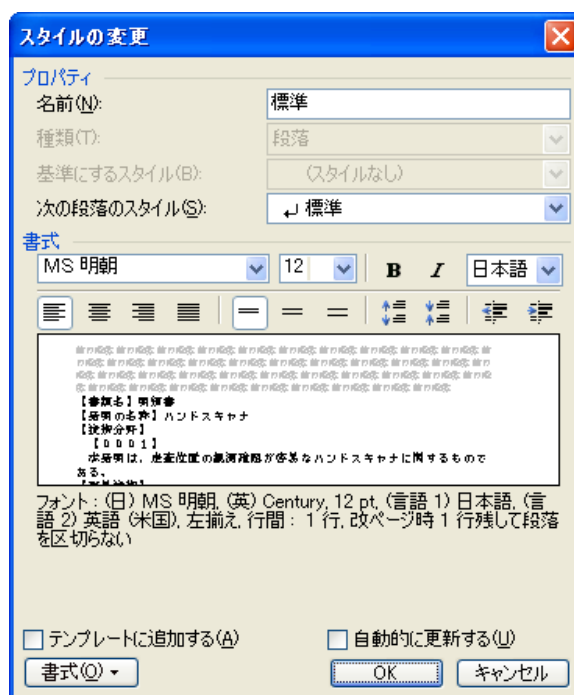 スタイルの変更
プロパティ
名前(N): 標準
種類(T): 段落
基準にするスタイル(B): (スタイルなし)
次の段落のスタイル(S): ↵ 標準
書式
MS 明朝 12 B I 日本語
【書類名】明細書
【発明の名称】ハンドスキャナ
【技術分野】
【0001】
本発明は、走査位置の観測確認が容易なハンドスキャナに関するもので
ある。
フォント : (日) MS 明朝, (英) Century, 12 pt, (言語 1) 日本語, (言
語 2) 英語 (米国), 左揃え, 行間 : 1 行, 改ページ時 1 行残して段落
を区切らない
テンプレートに追加する(A) 自動的に更新する(U)
書式(O) OK キャンセル